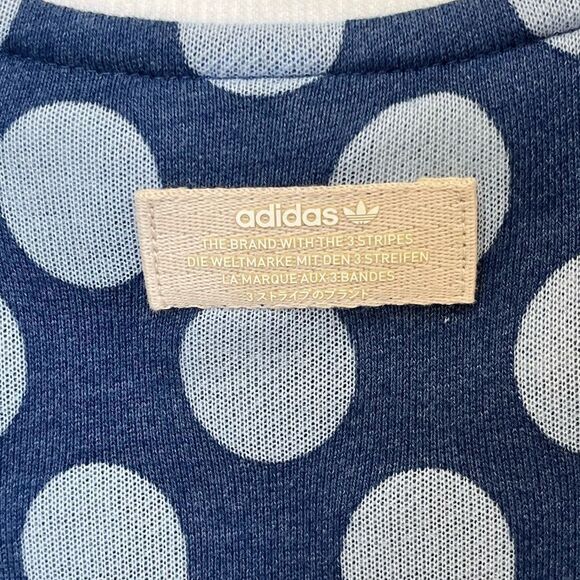 adidas
THE BRAND WITH THE 3 STRIPES
DIE WELTMARKE MIT DEN 3 STREIFEN
LA MARQUE AUX 3 BANDES
3 ストライプのブランド